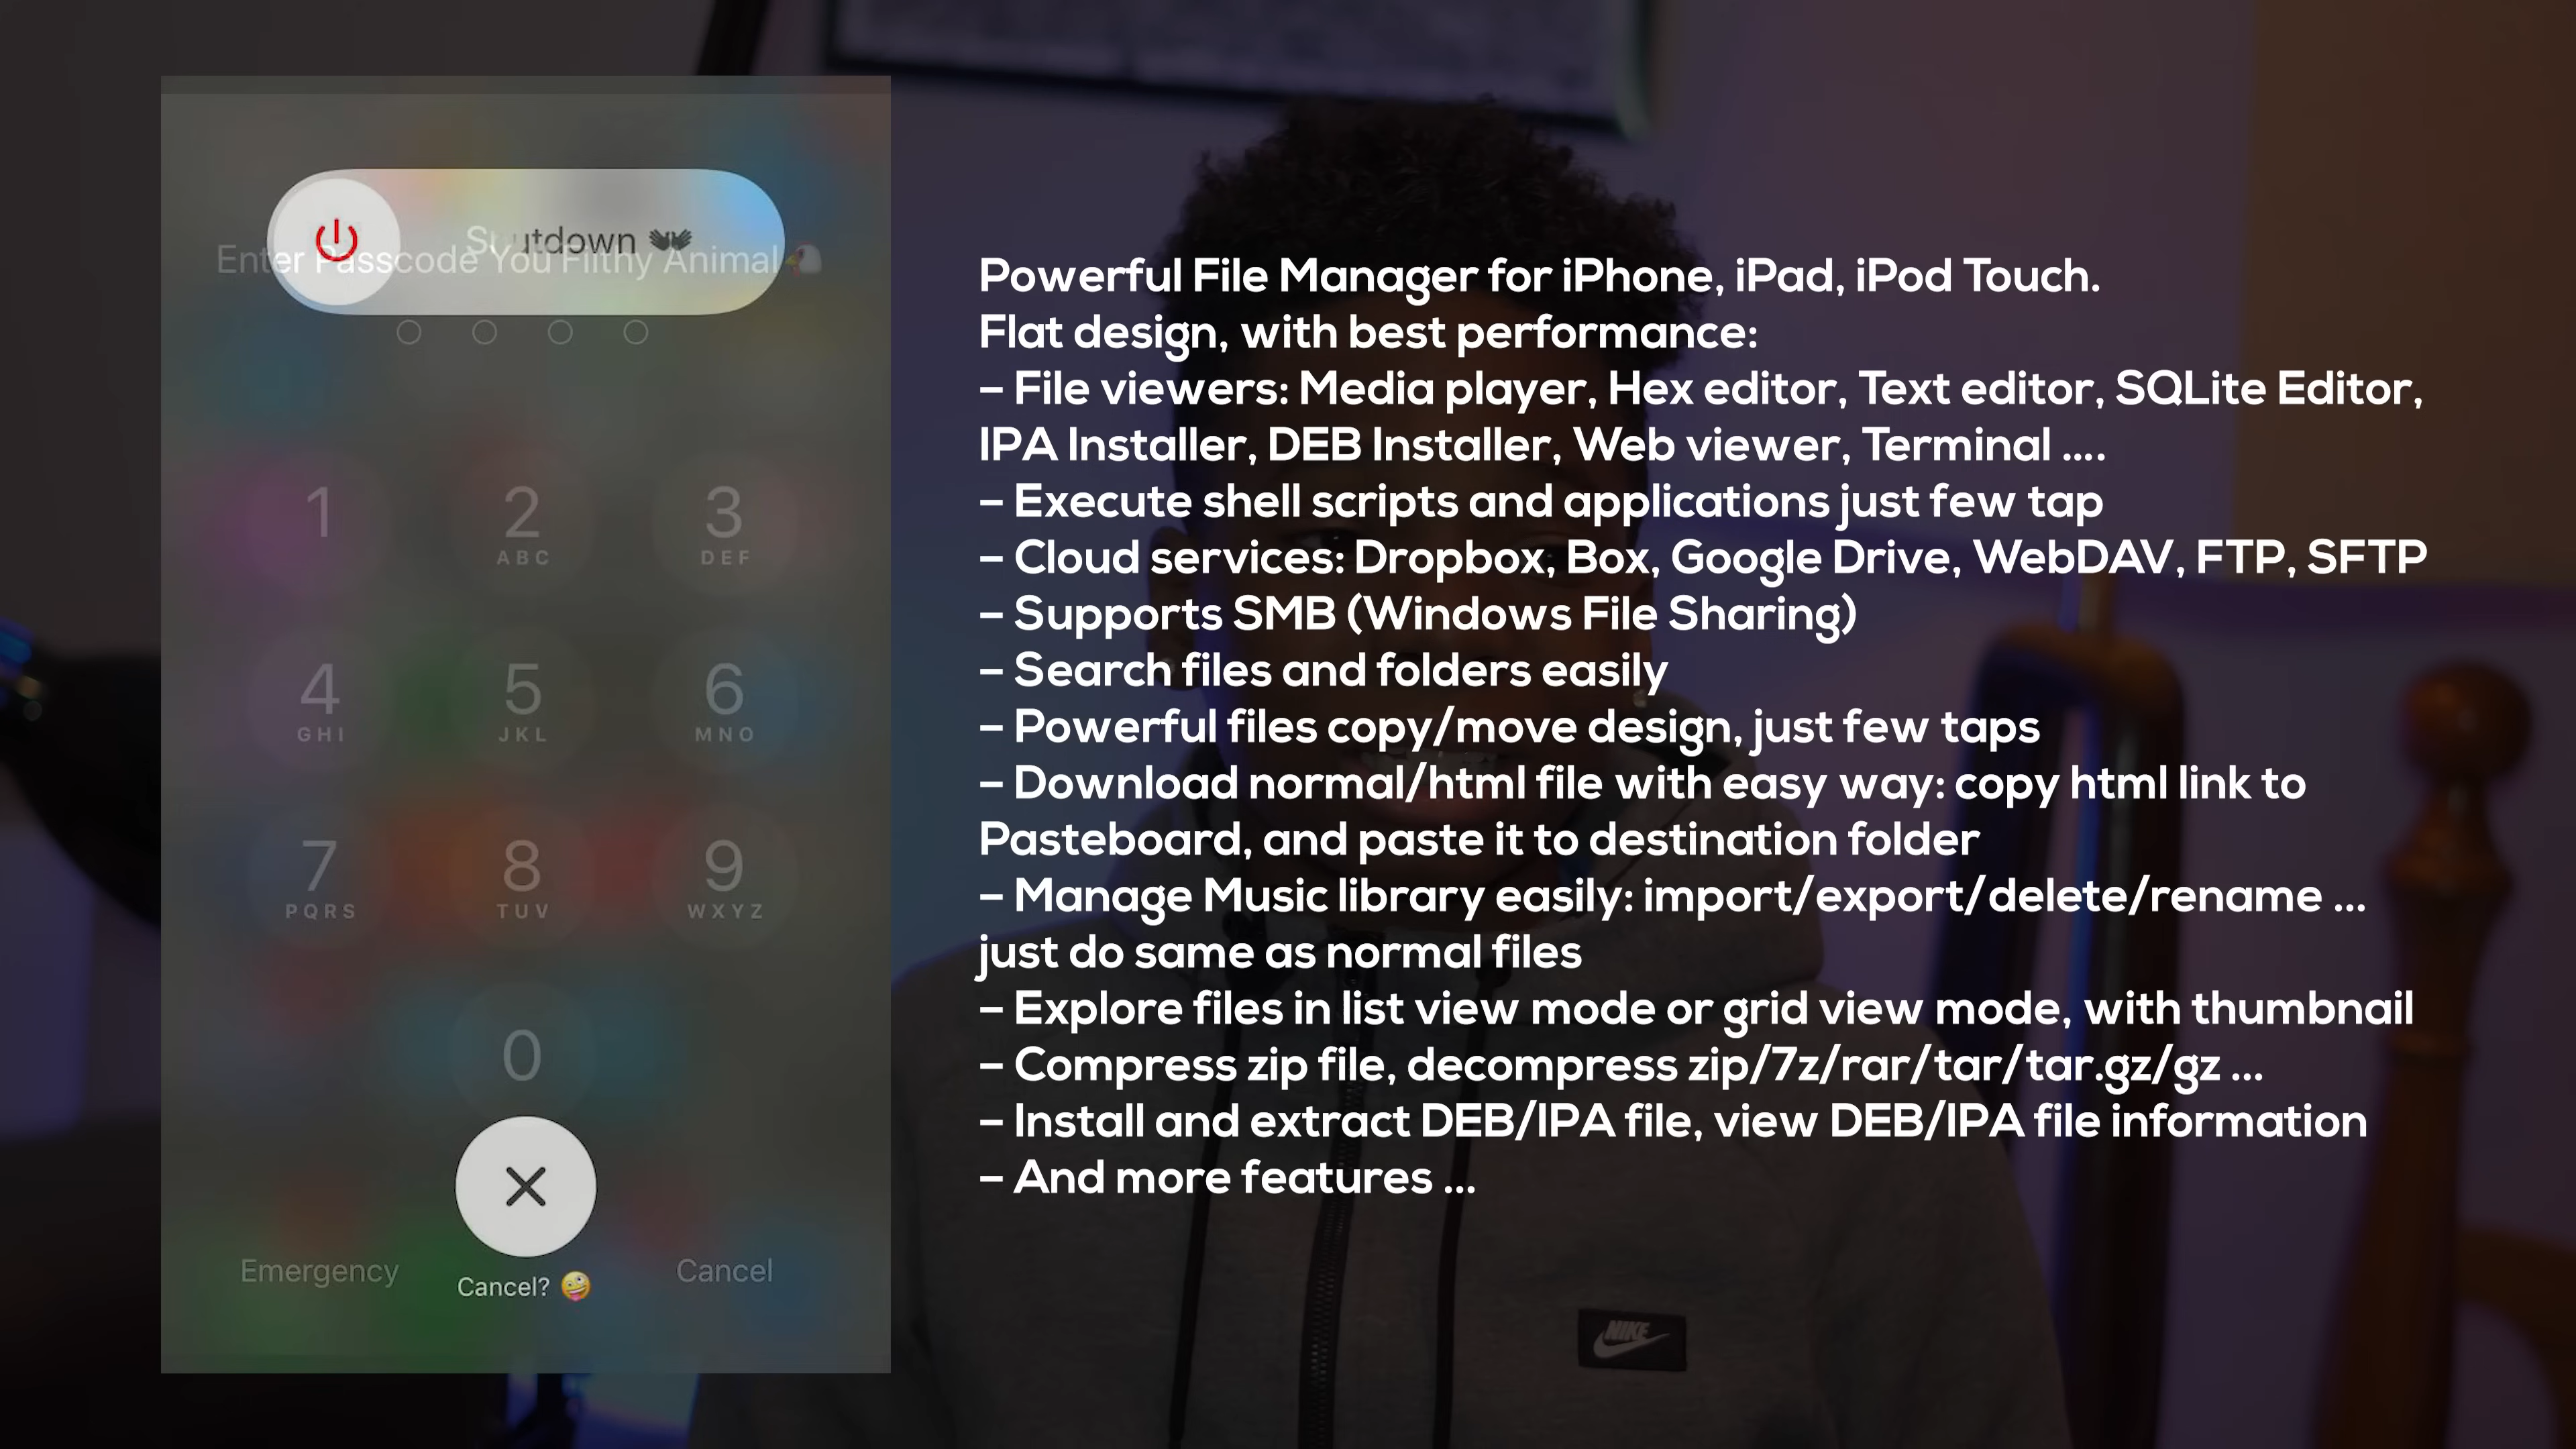 Shutdown
Enter Passcode You Filthy Animal
1
2
ABC
3
DEF
4
GHI
5
JKL
6
MNO
7
PQRS
8
TUV
9
WXYZ
0
Emergency
Cancel? 🤪
Cancel
Powerful File Manager for iPhone, iPad, iPod Touch.
Flat design, with best performance:
– File viewers: Media player, Hex editor, Text editor, SQLite Editor,
IPA Installer, DEB Installer, Web viewer, Terminal ....
– Execute shell scripts and applications just few tap
– Cloud services: Dropbox, Box, Google Drive, WebDAV, FTP, SFTP
– Supports SMB (Windows File Sharing)
– Search files and folders easily
– Powerful files copy/move design, just few taps
– Download normal/html file with easy way: copy html link to
Pasteboard, and paste it to destination folder
– Manage Music library easily: import/export/delete/rename ...
just do same as normal files
– Explore files in list view mode or grid view mode, with thumbnail
– Compress zip file, decompress zip/7z/rar/tar/tar.gz/gz ...
– Install and extract DEB/IPA file, view DEB/IPA file information
– And more features ...
NIKE